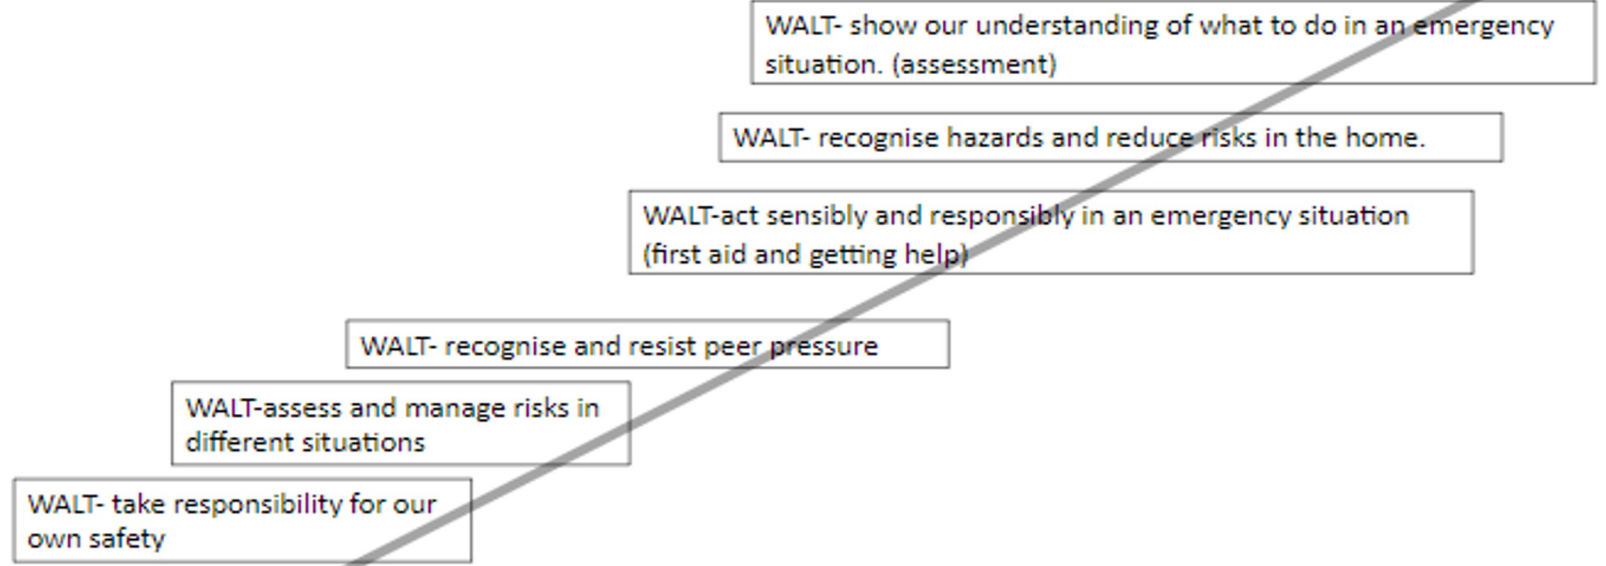 WALT- show our understanding of what to do in an emergency
situation. (assessment)
WALT- recognise hazards and reduce risks in the home.
WALT-act sensibly and responsibly in an emergency situation
(first aid and getting help)
WALT- recognise and resist peer pressure
WALT-assess and manage risks in
different situations
WALT- take responsibility for our
own safety